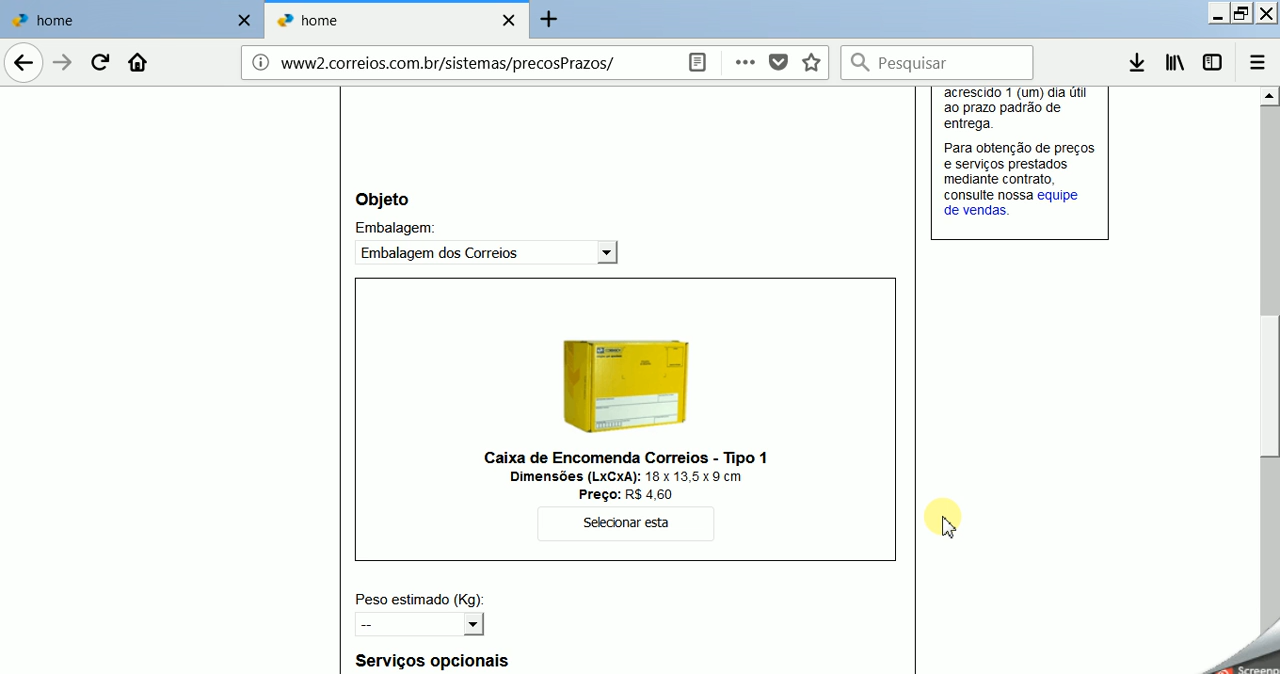 home
home
www2.correios.com.br/sistemas/precosPrazos/
Pesquisar
acrescido 1 (um) dia útil
ao prazo padrão de
entrega.
Para obtenção de preços
e serviços prestados
mediante contrato,
consulte nossa equipe
de vendas.
Objeto
Embalagem:
Embalagem dos Correios
Caixa de Encomenda Correios - Tipo 1
Dimensões (LxCxA): 18 x 13,5 x 9 cm
Preço: R$ 4,60
Selecionar esta
Peso estimado (Kg):
--
Serviços opcionais